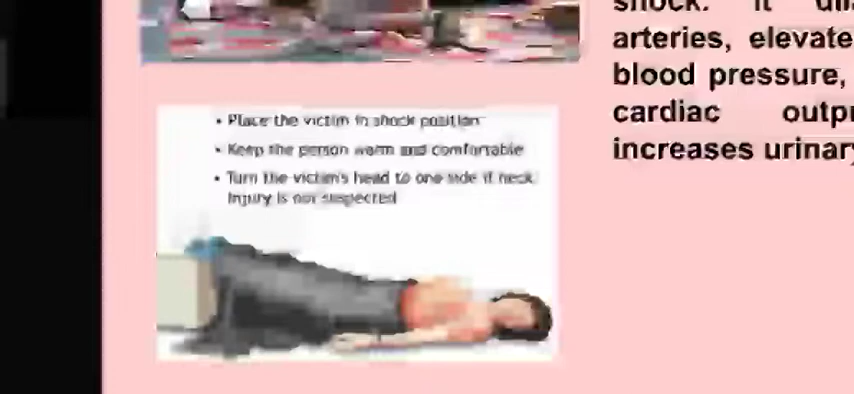 shock. it
arteries, elevate
blood pressure,
cardiac outp
increases urinary
• Place the victim in shock position
• Keep the person warm and comfortable
• Turn the victim's head to one side if neck
injury is not suspected